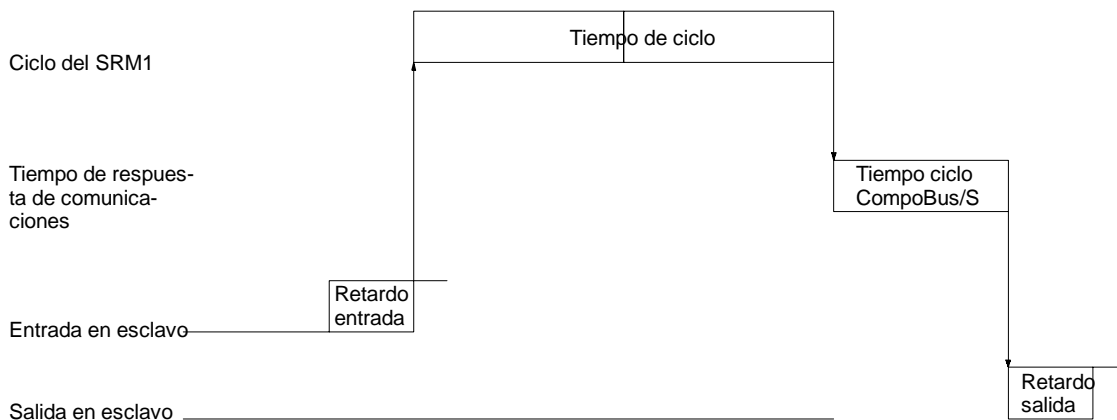 Tiempo de ciclo
Ciclo del SRM1
Tiempo de respues-
ta de comunica-
ciones
Tiempo ciclo
CompoBus/S
Retardo
entrada
Entrada en esclavo
Retardo
salida
Salida en esclavo